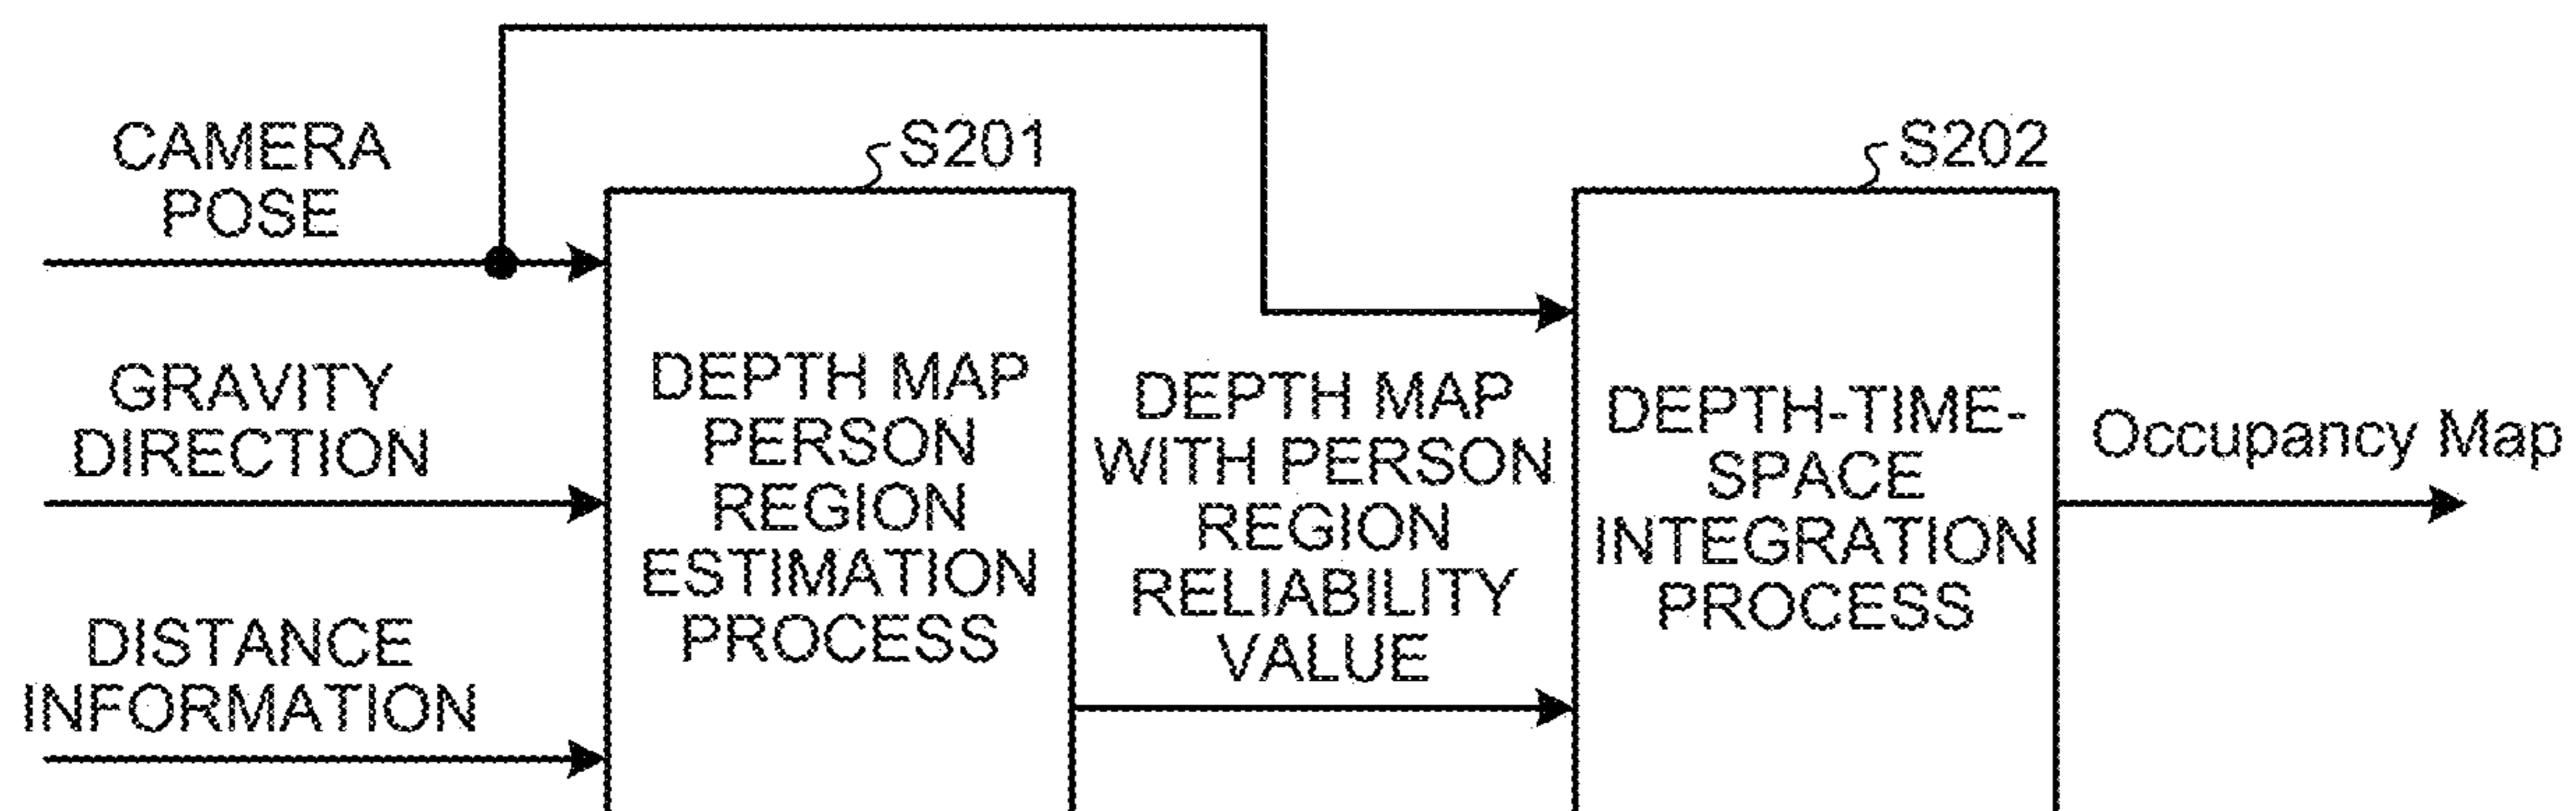 CAMERA
POSE
GRAVITY
DIRECTION
DISTANCE
INFORMATION
S201
DEPTH MAP
PERSON
REGION
ESTIMATION
PROCESS
DEPTH MAP
WITH PERSON
REGION
RELIABILITY
VALUE
S202
DEPTH-TIME-
SPACE
INTEGRATION
PROCESS
Occupancy Map